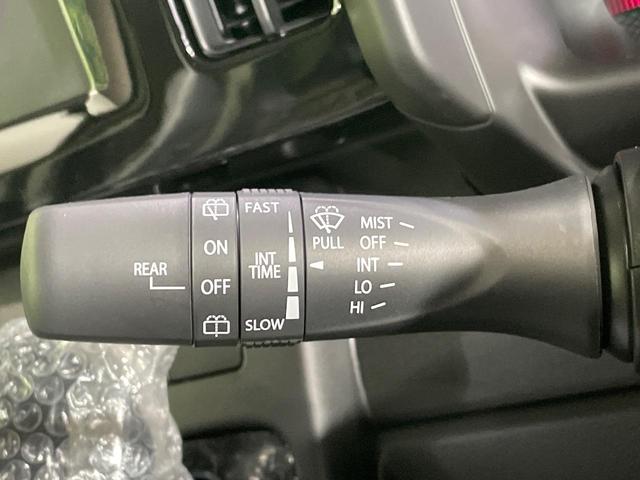 REAR
ON
OFF
FAST
INT
TIME
SLOW
PULL
MIST
OFF
INT
LO
HI